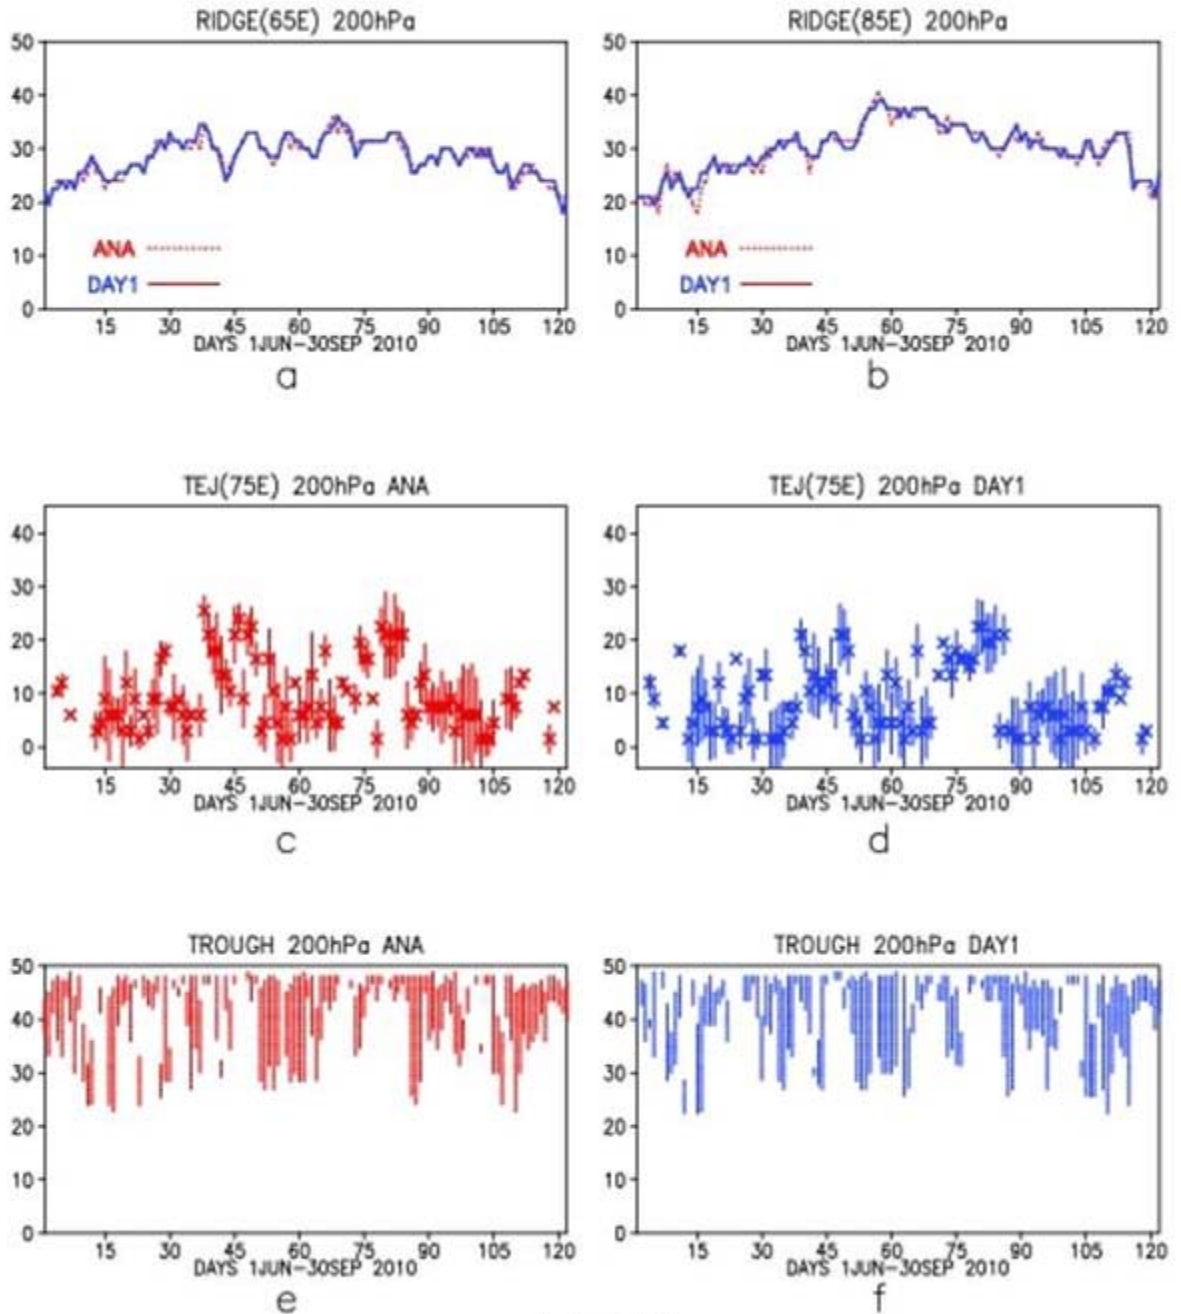 RIDGE(65E) 200hPa
50
40
30
20
10
0
ANA
DAY1
15 30 45 60 75 90 105 120
DAYS 1JUN-30SEP 2010
a
RIDGE(85E) 200hPa
50
40
30
20
10
0
ANA
DAY1
15 30 45 60 75 90 105 120
DAYS 1JUN-30SEP 2010
b
TEJ(75E) 200hPa ANA
40
30
20
10
0
15 30 45 60 75 90 105 120
DAYS 1JUN-30SEP 2010
c
TEJ(75E) 200hPa DAY1
40
30
20
10
0
15 30 45 60 75 90 105 120
DAYS 1JUN-30SEP 2010
d
TROUGH 200hPa ANA
50
40
30
20
10
0
15 30 45 60 75 90 105 120
DAYS 1JUN-30SEP 2010
e
TROUGH 200hPa DAY1
50
40
30
20
10
0
15 30 45 60 75 90 105 120
DAYS 1JUN-30SEP 2010
f